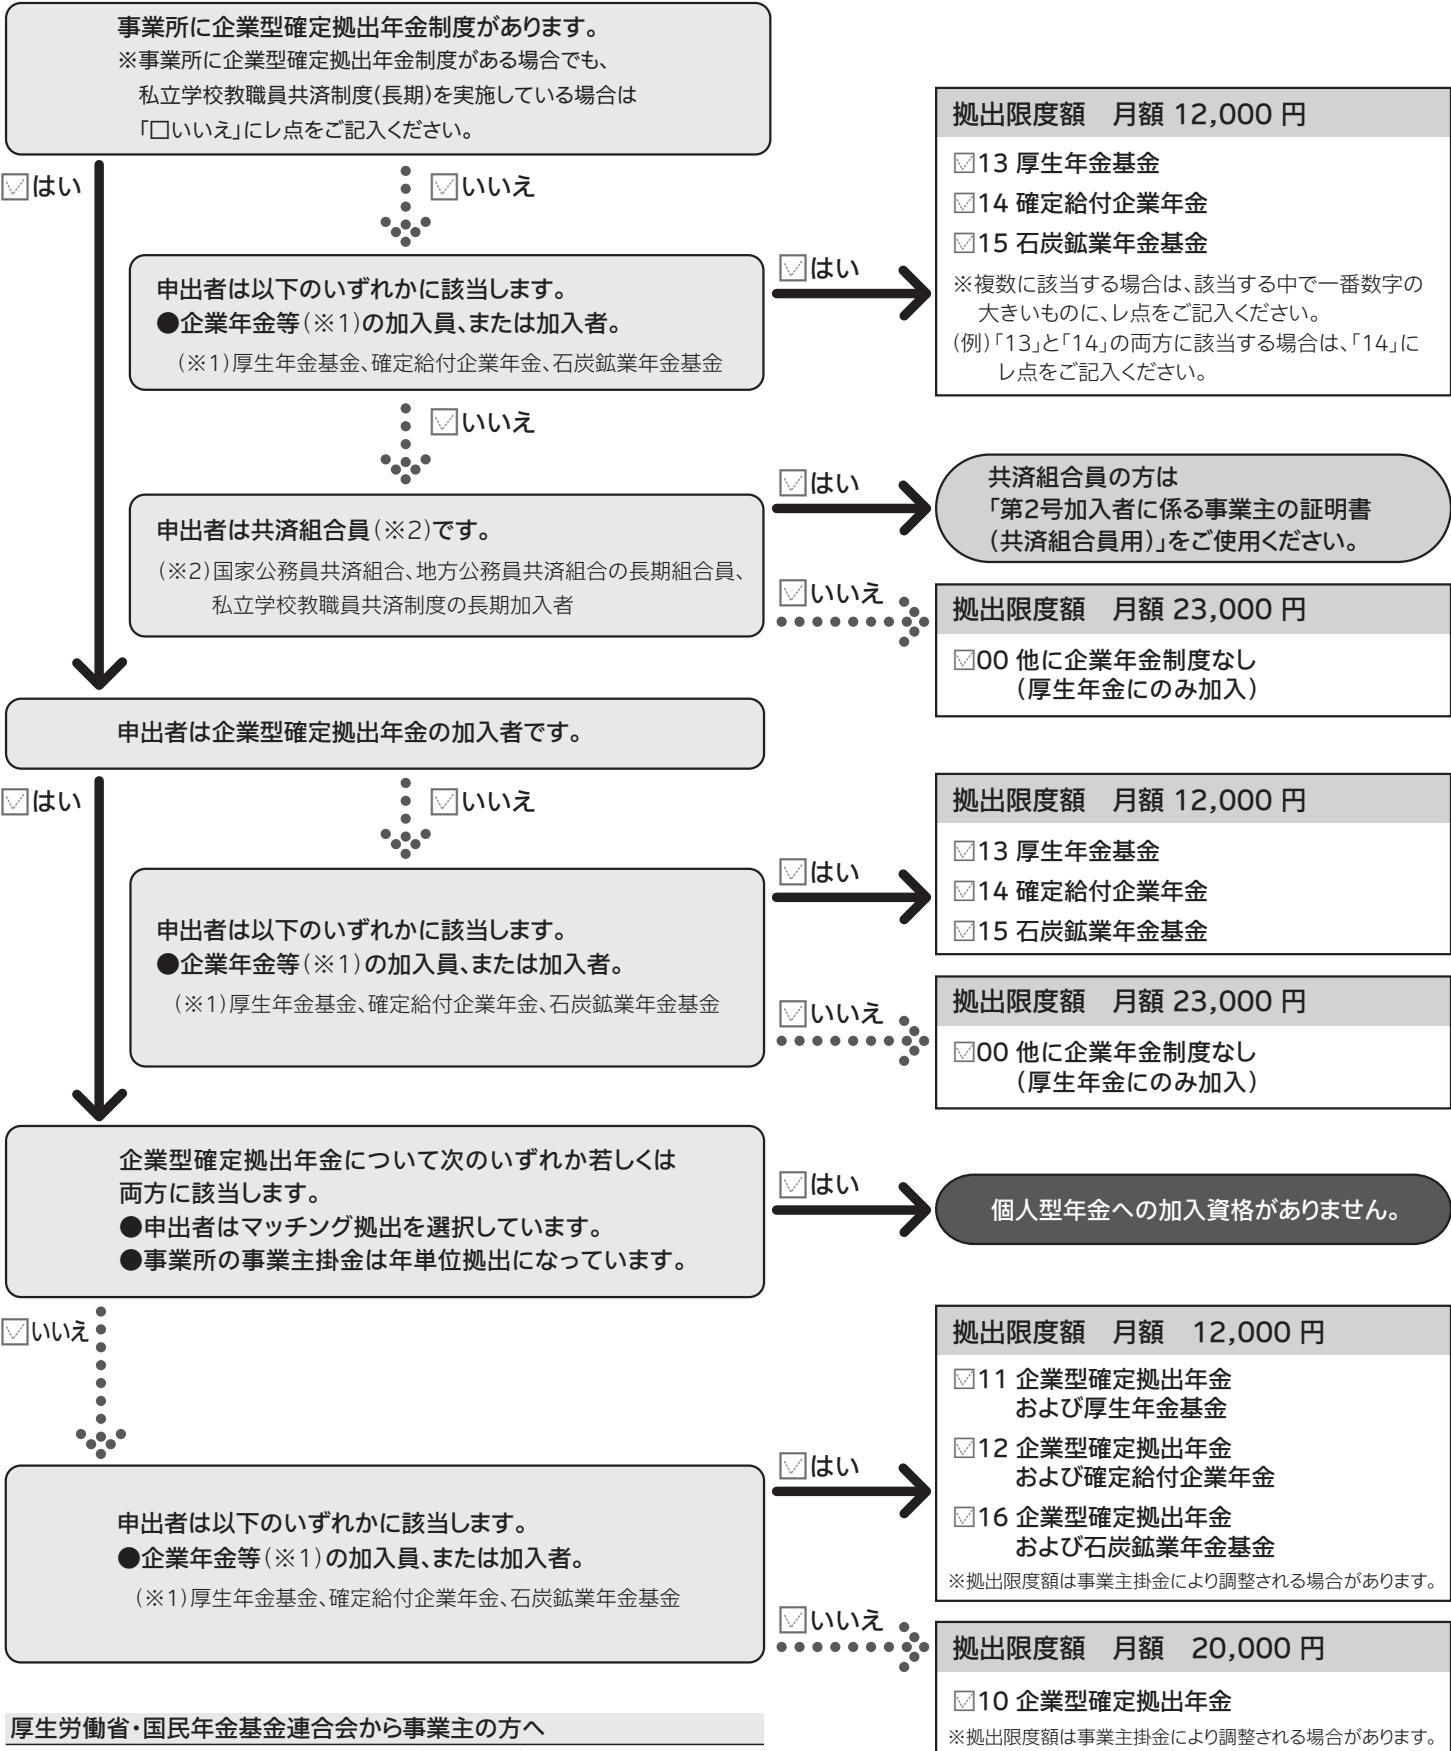 事業所に企業型確定拠出年金制度があります。
※事業所に企業型確定拠出年金制度がある場合でも、
私立学校教職員共済制度(長期)を実施している場合は
「□いいえ」にレ点をご記入ください。
はい
いいえ
申出者は以下のいずれかに該当します。
●企業年金等(※1)の加入員、または加入者。
(※1)厚生年金基金、確定給付企業年金、石炭鉱業年金基金
はい
拠出限度額 月額 12,000 円
13 厚生年金基金
14 確定給付企業年金
15 石炭鉱業年金基金
※複数に該当する場合は、該当する中で一番数字の
大きいものに、レ点をご記入ください。
(例)「13」と「14」の両方に該当する場合は、「14」に
レ点をご記入ください。
いいえ
申出者は共済組合員(※2)です。
(※2)国家公務員共済組合、地方公務員共済組合の長期組合員、
私立学校教職員共済制度の長期加入者
はい
共済組合員の方は
「第2号加入者に係る事業主の証明書
(共済組合員用)」をご使用ください。
いいえ
拠出限度額 月額 23,000 円
00 他に企業年金制度なし
(厚生年金にのみ加入)
申出者は企業型確定拠出年金の加入者です。
はい
いいえ
申出者は以下のいずれかに該当します。
●企業年金等(※1)の加入員、または加入者。
(※1)厚生年金基金、確定給付企業年金、石炭鉱業年金基金
はい
拠出限度額 月額 12,000 円
13 厚生年金基金
14 確定給付企業年金
15 石炭鉱業年金基金
いいえ
拠出限度額 月額 23,000 円
00 他に企業年金制度なし
(厚生年金にのみ加入)
企業型確定拠出年金について次のいずれか若しくは
両方に該当します。
●申出者はマッチング拠出を選択しています。
●事業所の事業主掛金は年単位拠出になっています。
はい
個人型年金への加入資格がありません。
いいえ
申出者は以下のいずれかに該当します。
●企業年金等(※1)の加入員、または加入者。
(※1)厚生年金基金、確定給付企業年金、石炭鉱業年金基金
はい
拠出限度額 月額 12,000 円
11 企業型確定拠出年金
および厚生年金基金
12 企業型確定拠出年金
および確定給付企業年金
16 企業型確定拠出年金
および石炭鉱業年金基金
※拠出限度額は事業主掛金により調整される場合があります。
いいえ
拠出限度額 月額 20,000 円
10 企業型確定拠出年金
※拠出限度額は事業主掛金により調整される場合があります。
厚生労働省・国民年金基金連合会から事業主の方へ